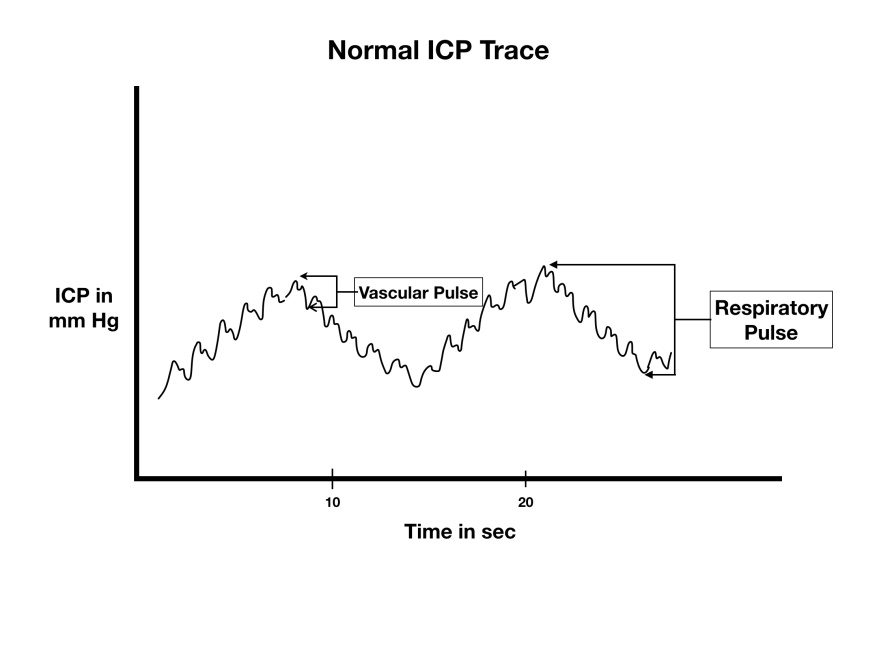 Normal ICP Trace
Vascular Pulse
ICP in
mm Hg
Respiratory
Pulse
10
20
Time in sec